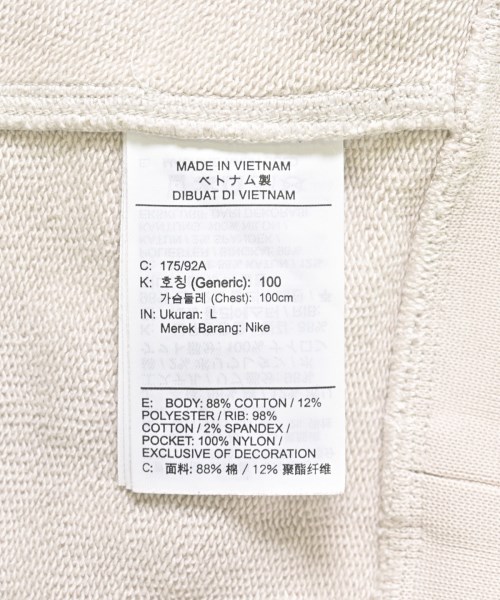 MADE IN VIETNAM
ベトナム製
DIBUAT DI VIETNAM
C: 175/92A
K: 호칭 (Generic): 100
가슴둘레 (Chest): 100cm
IN: Ukuran: L
Merek Barang: Nike
E: BODY: 88% COTTON / 12%
POLYESTER / RIB: 98%
COTTON / 2% SPANDEX /
POCKET: 100% NYLON /
EXCLUSIVE OF DECORATION
C: 面料: 88% 棉 / 12% 聚酯纤维